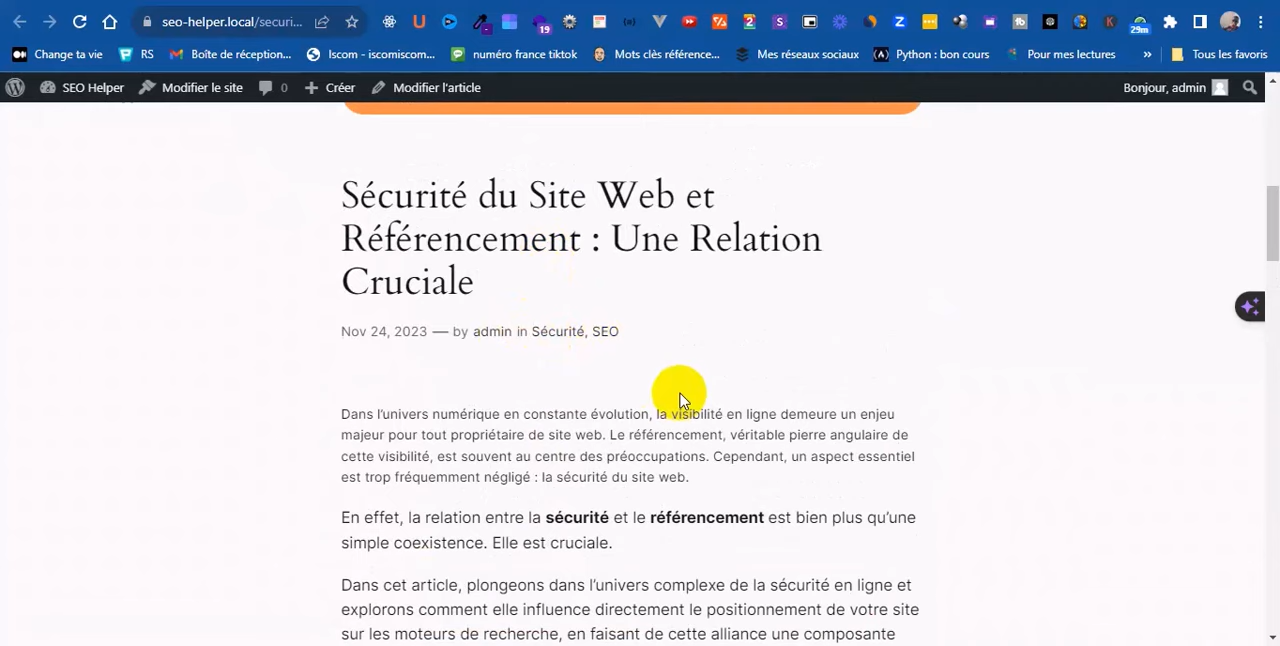 seo-helper.local/securi...
19
29m
Change ta vie
RS
Boîte de réception...
Iscom - iscomiscom...
numéro france tiktok
Mots clés référence...
Mes réseaux sociaux
Python : bon cours
Pour mes lectures
»
Tous les favoris
SEO Helper
Modifier le site
0
Créer
Modifier l'article
Bonjour, admin
Sécurité du Site Web et
Référencement : Une Relation
Cruciale
Nov 24, 2023 — by admin in Sécurité, SEO
Dans l'univers numérique en constante évolution, la visibilité en ligne demeure un enjeu
majeur pour tout propriétaire de site web. Le référencement, véritable pierre angulaire de
cette visibilité, est souvent au centre des préoccupations. Cependant, un aspect essentiel
est trop fréquemment négligé : la sécurité du site web.
En effet, la relation entre la sécurité et le référencement est bien plus qu'une
simple coexistence. Elle est cruciale.
Dans cet article, plongeons dans l'univers complexe de la sécurité en ligne et
explorons comment elle influence directement le positionnement de votre site
sur les moteurs de recherche, en faisant de cette alliance une composante